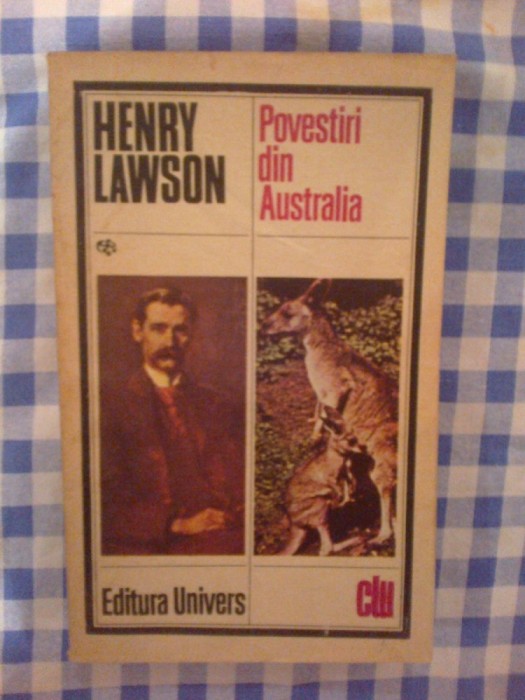 HENRY
LAWSON
Povestiri
din
Australia
Editura Univers
clu